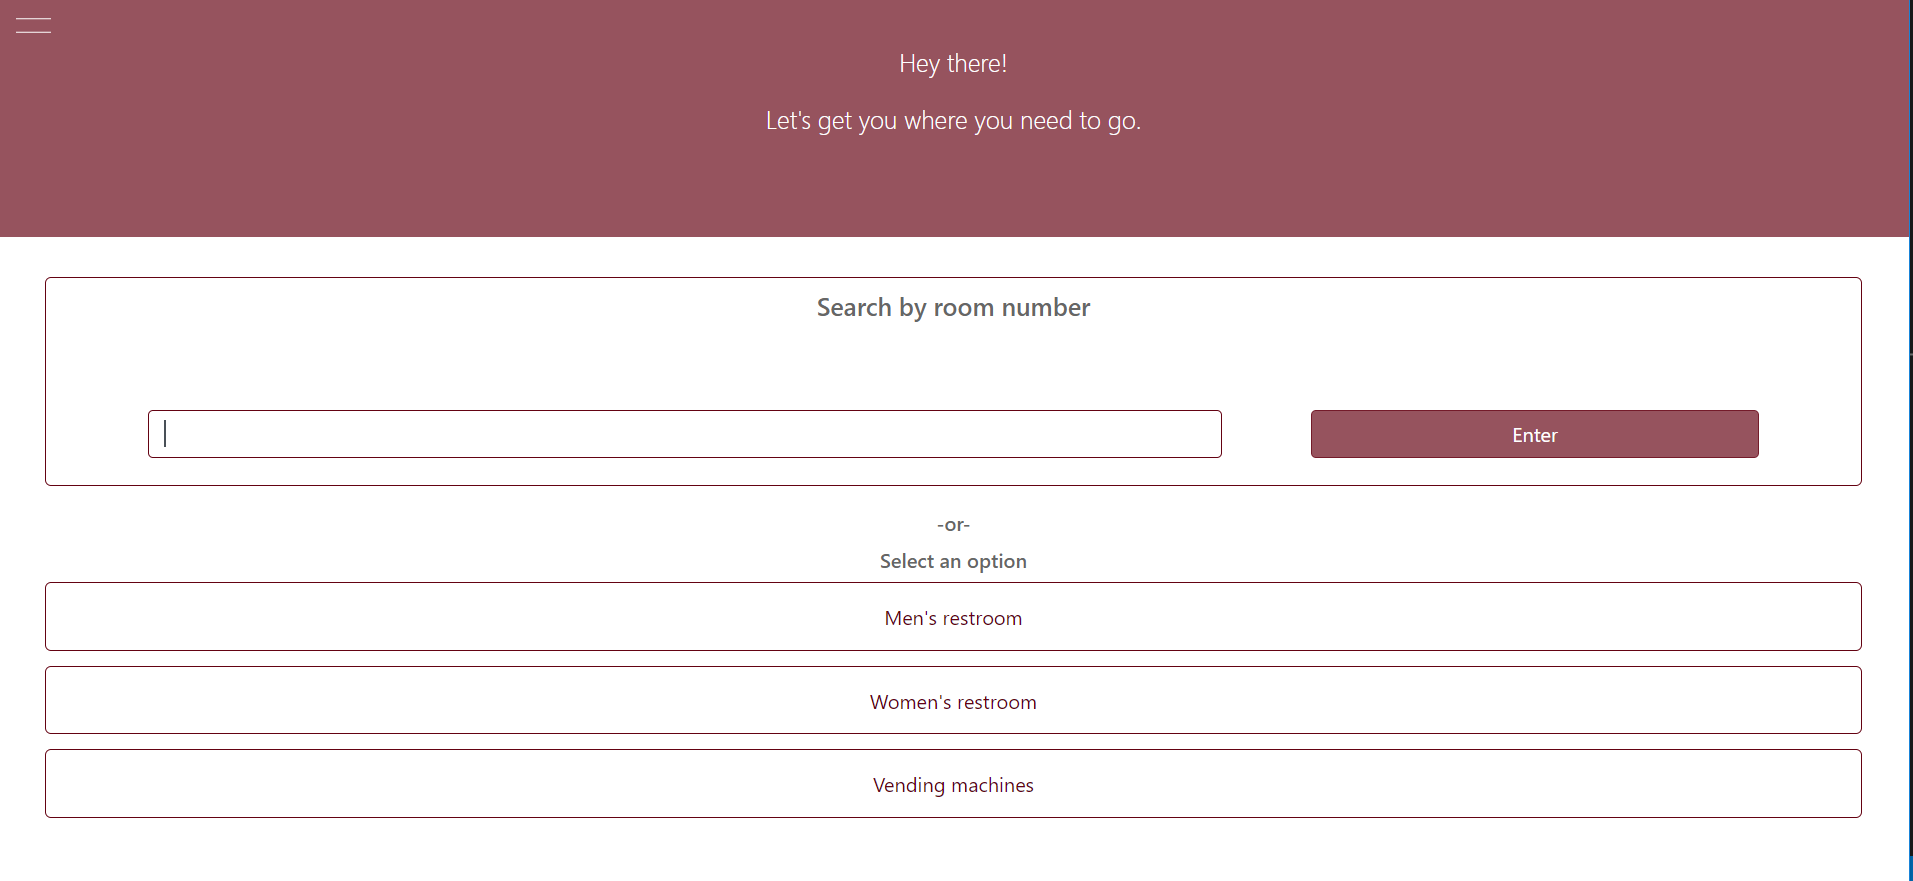 Hey there!
Let's get you where you need to go.
Search by room number
Enter
-or-
Select an option
Men's restroom
Women's restroom
Vending machines